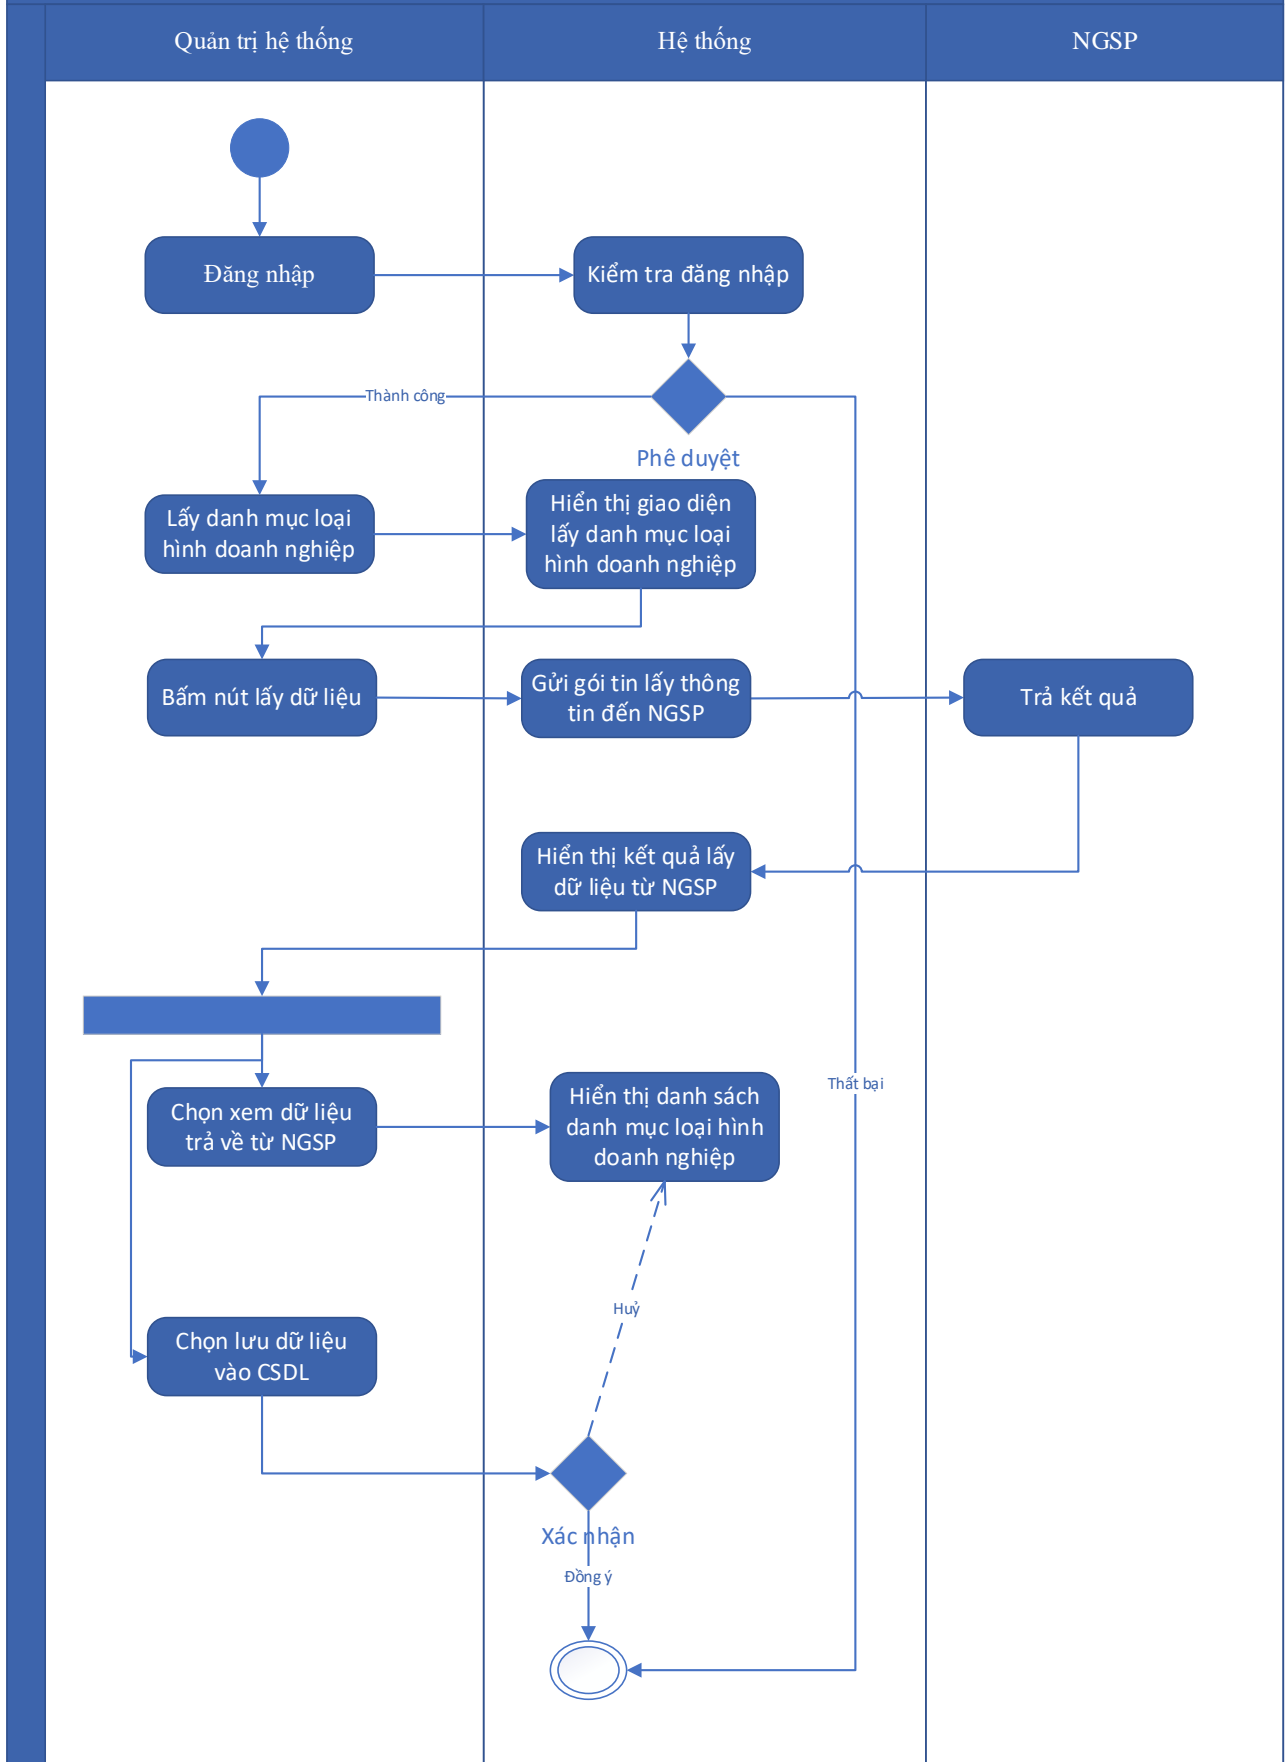 Quản trị hệ thống
Hệ thống
NGSP
Đăng nhập
Kiểm tra đăng nhập
Thành công
Phê duyệt
Lấy danh mục loại
hình doanh nghiệp
Hiển thị giao diện
lấy danh mục loại
hình doanh nghiệp
Bấm nút lấy dữ liệu
Gửi gói tin lấy thông
tin đến NGSP
Trả kết quả
Hiển thị kết quả lấy
dữ liệu từ NGSP
Thất bại
Chọn xem dữ liệu
trả về từ NGSP
Hiển thị danh sách
danh mục loại hình
doanh nghiệp
Huỷ
Chọn lưu dữ liệu
vào CSDL
Xác nhận
Đồng ý